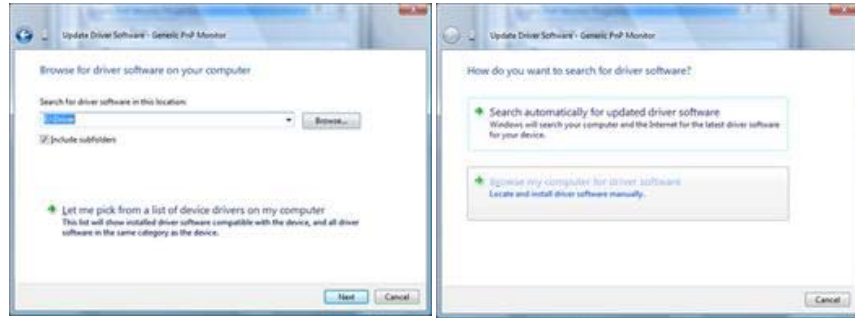 Update Driver Software - Generic PnP Monitor
Browse for driver software on your computer
Search for driver software in this location:
Browse...
Include subfolders
Let me pick from a list of device drivers on my computer
This list will show installed driver software compatible with the device, and all driver
software in the same category as the device.
Next
Cancel
Update Driver Software - Generic PnP Monitor
How do you want to search for driver software?
Search automatically for updated driver software
Windows will search your computer and the Internet for the latest driver software
for your device.
Browse my computer for driver software
Locate and install driver software manually.
Cancel